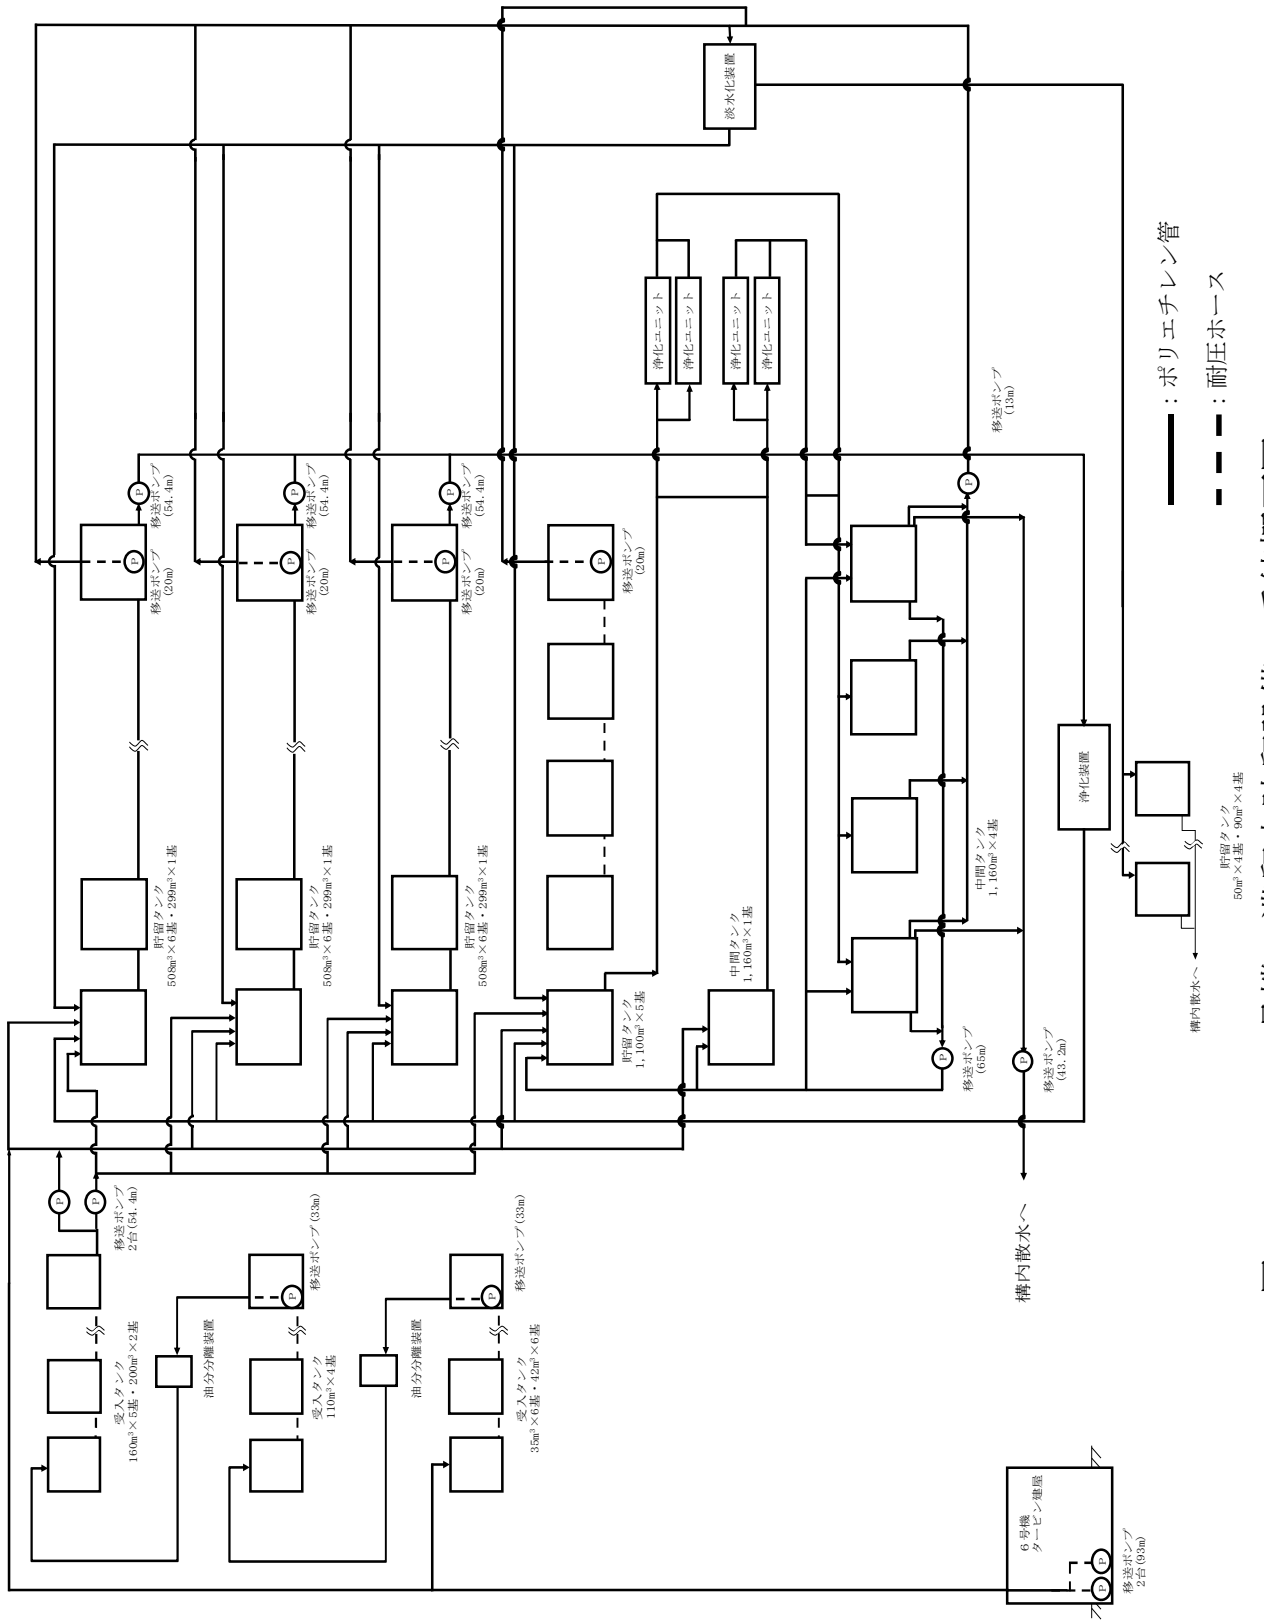 淡水化装置
浄化ユニット
浄化ユニット
浄化ユニット
浄化ユニット
:ポリエチレン管
:耐圧ホース
移送ポンプ
(13m)
P
P
移送ポンプ
(54.4m)
P
移送ポンプ
(20m)
P
移送ポンプ
(54.4m)
P
移送ポンプ
(20m)
P
移送ポンプ
(54.4m)
P
移送ポンプ
(20m)
P
移送ポンプ
(20m)
貯留タンク
508m³×6基・299m³×1基
貯留タンク
508m³×6基・299m³×1基
貯留タンク
508m³×6基・299m³×1基
貯留タンク
1,100m³×5基
中間タンク
1,160m³×1基
中間タンク
1,160m³×4基
浄化装置
貯留タンク
50m³×4基・90m³×4基
構内散水へ
P
移送ポンプ
(65m)
P
移送ポンプ
(43.2m)
構内散水へ
P
P
移送ポンプ
2台(54.4m)
受入タンク
160m³×5基・200m³×2基
油分分離装置
P
移送ポンプ(33m)
受入タンク
110m³×4基
油分分離装置
P
移送ポンプ(33m)
受入タンク
35m³×6基・42m³×6基
6号機
タービン建屋
P
P
移送ポンプ
2台(93m)